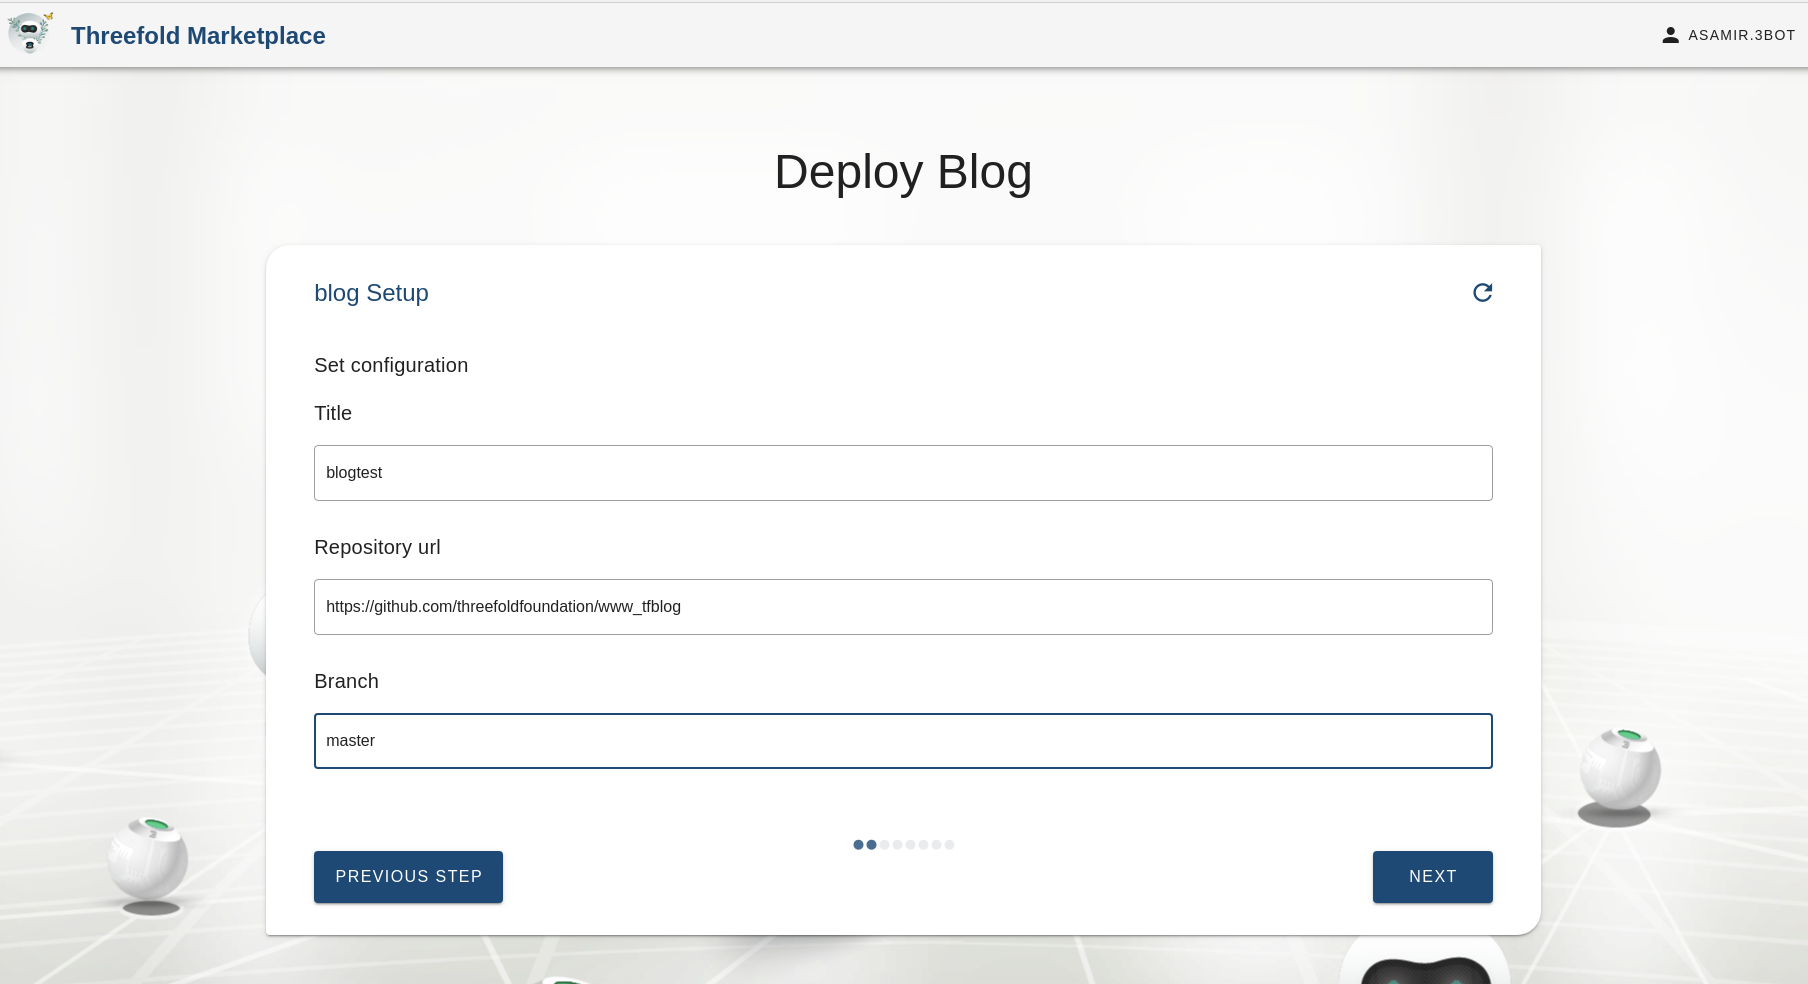 Threefold Marketplace
ASAMIR.3BOT
Deploy Blog
blog Setup
Set configuration
Title
blogtest
Repository url
https://github.com/threefoldfoundation/www_tfblog
Branch
master
PREVIOUS STEP
NEXT